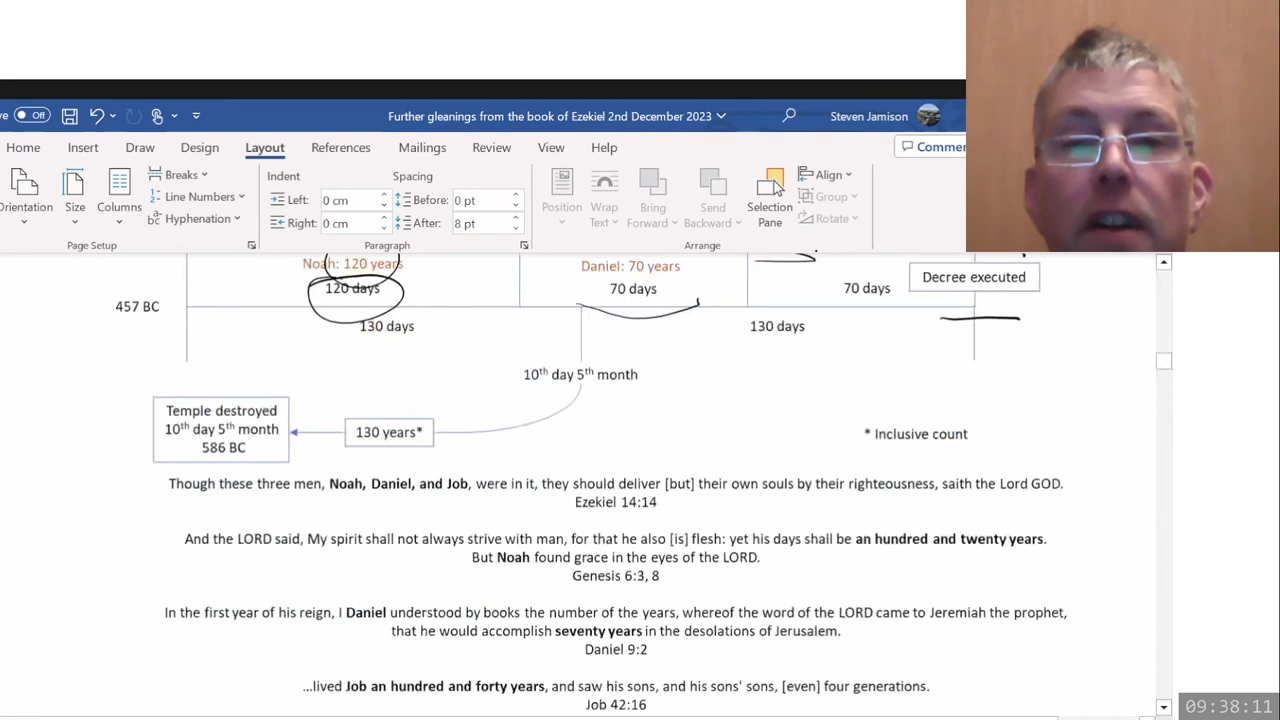 ve Off Further gleanings from the book of Ezekiel 2nd December 2023 Steven Jamison
Home Insert Draw Design Layout References Mailings Review View Help Commer
Orientation Size Columns
Breaks
Line Numbers
Hyphenation
Page Setup
Indent Spacing
Left: 0 cm Before: 0 pt
Right: 0 cm After: 8 pt
Paragraph
Position Wrap Text Bring Forward Send Backward Selection Pane
Align
Group
Rotate
Arrange
Noah: 120 years Daniel: 70 years
120 days 70 days 70 days Decree executed
457 BC
130 days 130 days
10th day 5th month
Temple destroyed
10th day 5th month
586 BC
130 years*
* Inclusive count
Though these three men, Noah, Daniel, and Job, were in it, they should deliver [but] their own souls by their righteousness, saith the Lord GOD.
Ezekiel 14:14
And the LORD said, My spirit shall not always strive with man, for that he also [is] flesh: yet his days shall be an hundred and twenty years.
But Noah found grace in the eyes of the LORD.
Genesis 6:3, 8
In the first year of his reign, I Daniel understood by books the number of the years, whereof the word of the LORD came to Jeremiah the prophet,
that he would accomplish seventy years in the desolations of Jerusalem.
Daniel 9:2
...lived Job an hundred and forty years, and saw his sons, and his sons' sons, [even] four generations.
Job 42:16
09:38:11